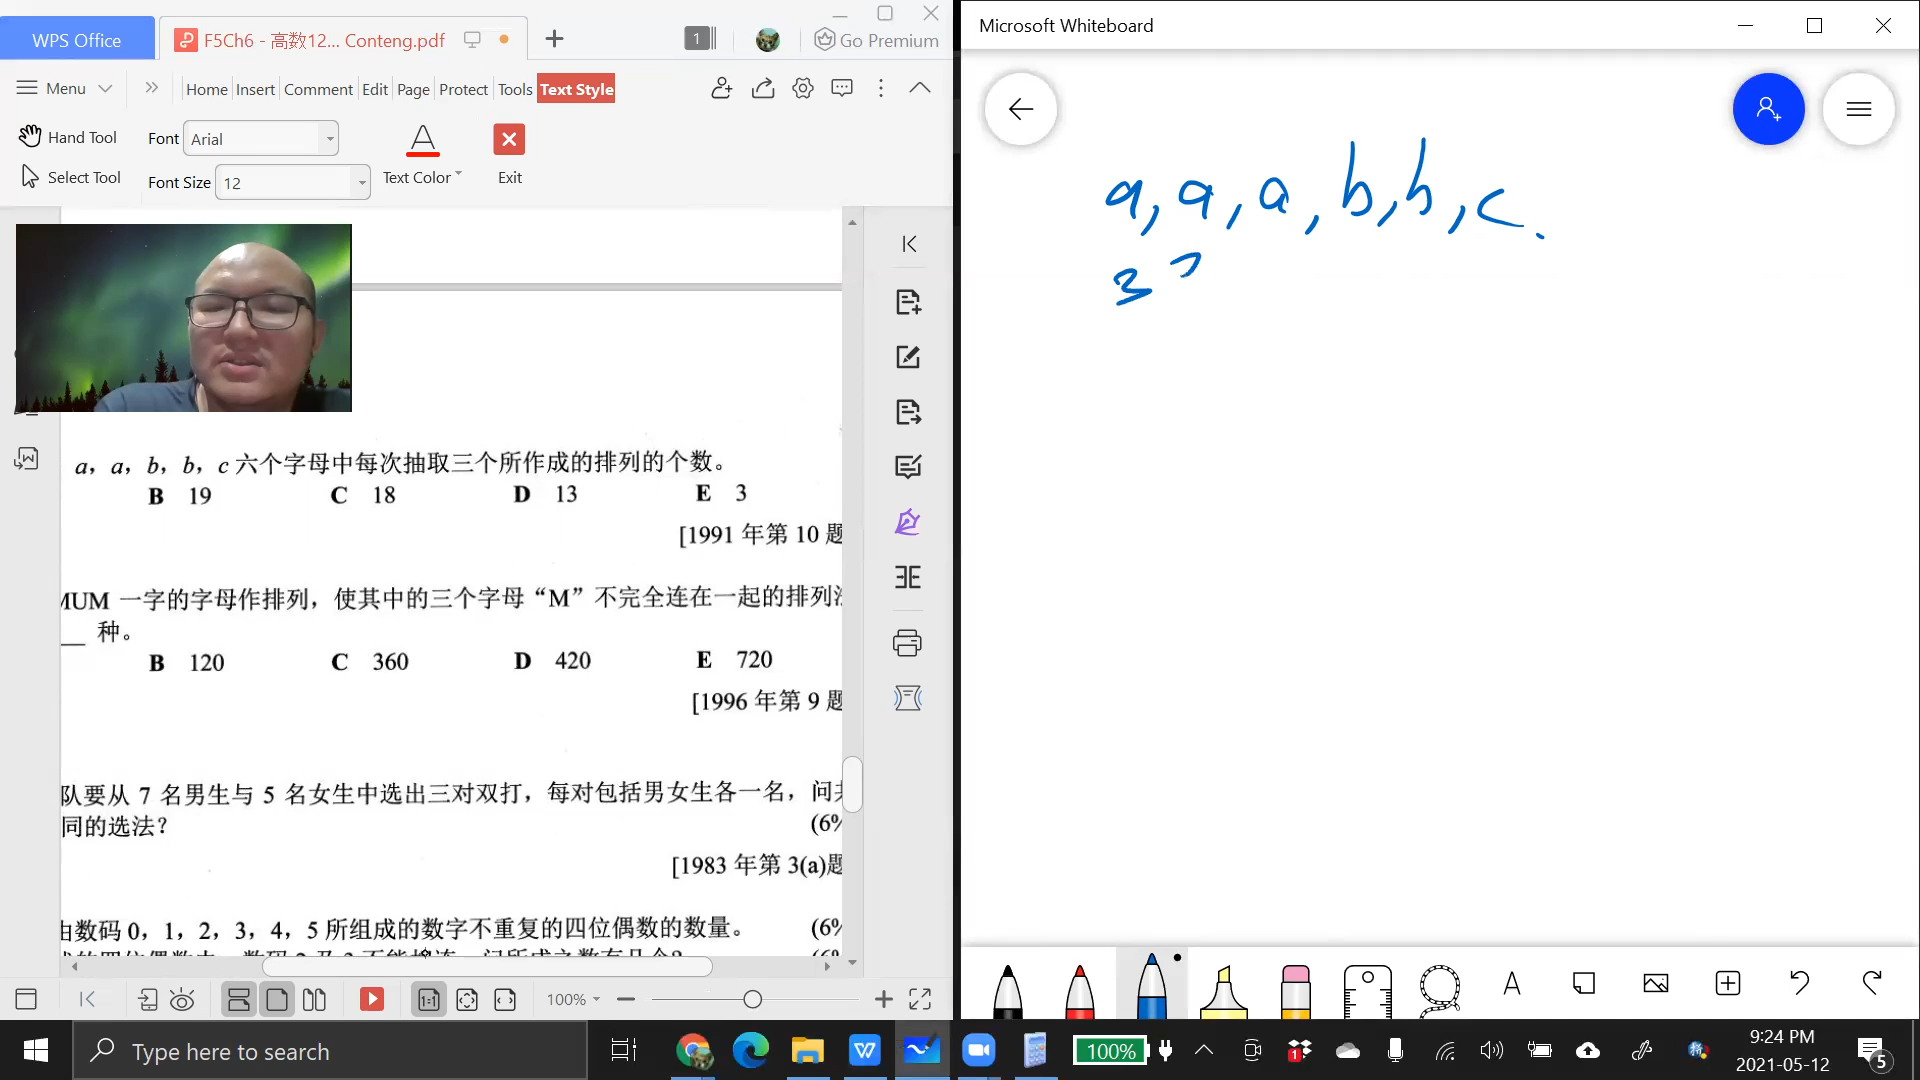 WPS Office
F5Ch6 - 高数12... Conteng.pdf
1
Go Premium
Menu
Home Insert Comment Edit Page Protect Tools Text Style
Hand Tool
Font Arial
Select Tool
Font Size 12
Text Color
Exit
a, a, b, b, c 六个字母中每次抽取三个所作成的排列的个数。
B 19 C 18 D 13 E 3
[1991 年第 10 题
MUM 一字的字母作排列，使其中的三个字母“M”不完全连在一起的排列法
__ 种。
B 120 C 360 D 420 E 720
[1996 年第 9 题
队要从 7 名男生与 5 名女生中选出三对双打，每对包括男女生各一名，问共
同的选法？
(6%
[1983 年第 3(a)题
由数码 0，1，2，3，4，5 所组成的数字不重复的四位偶数的数量。
(6%
1:1
100%
Microsoft Whiteboard
a, a, a, b, b, c.
3
A
Type here to search
100%
1
9:24 PM
2021-05-12
5